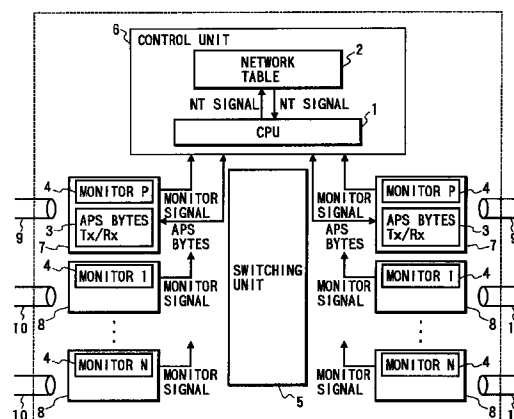 6
CONTROL UNIT
2
NETWORK
TABLE
NT SIGNAL NT SIGNAL
1
CPU
4 MONITOR P
MONITOR
SIGNAL
3 APS BYTES
Tx/Rx
APS
BYTES
9
7
4 MONITOR 1
MONITOR
SIGNAL
10
8
4 MONITOR N
MONITOR
SIGNAL
10
8
SWITCHING
UNIT
5
MONITOR P 4
MONITOR
SIGNAL
APS BYTES 3
Tx/Rx
APS
BYTES
7
9
MONITOR 1 4
MONITOR
SIGNAL
8
MONITOR N 4
MONITOR
SIGNAL
8